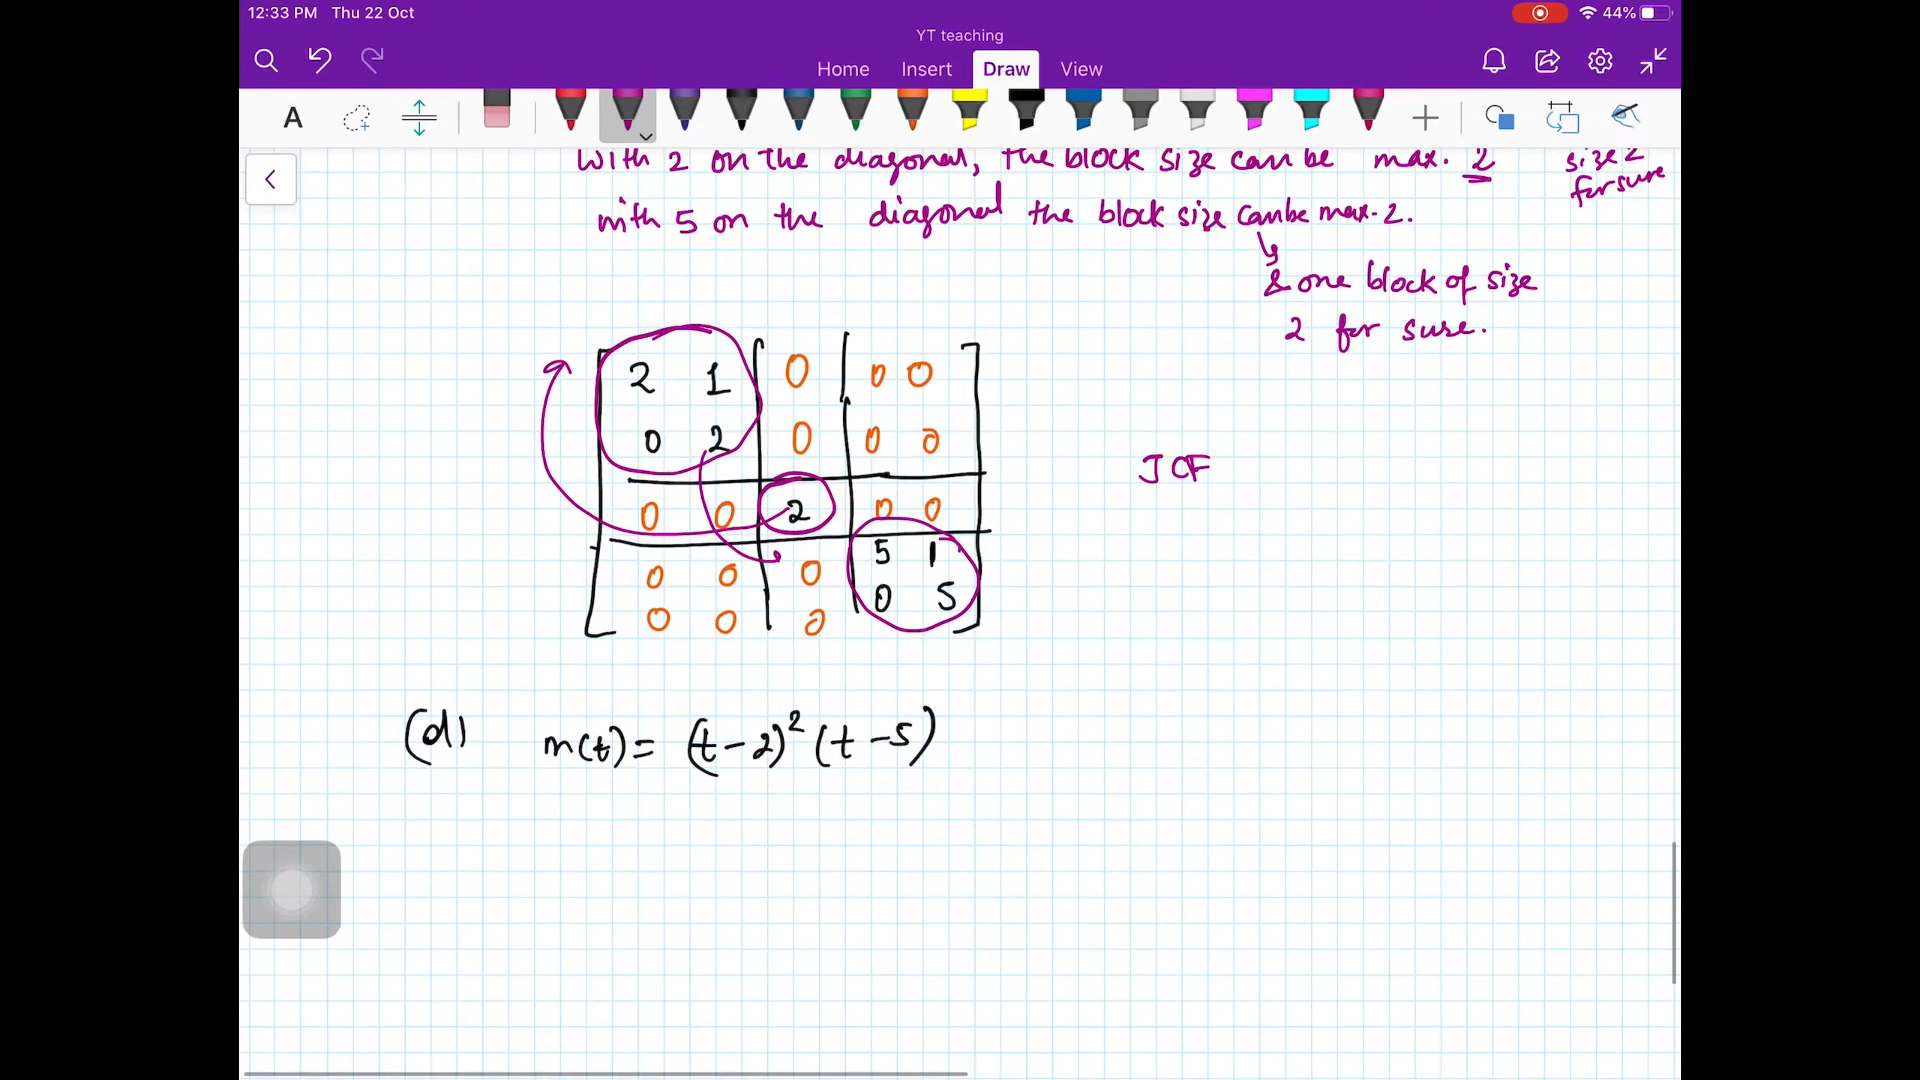 12:33 PM Thu 22 Oct
44%
YT teaching
Home Insert Draw View
A
With 2 on the diagonal, the block size can be max. 2
size 2
for sure
with 5 on the diagonal the block size can be max. 2.
& one block of size
2 for sure.
2 1 0 0 0
0 2 0 0 0
JCF
0 0 2 0 0
0 0 0 5 1
0 0 0 0 5
(d) m(t) = (t-2)² (t-5)